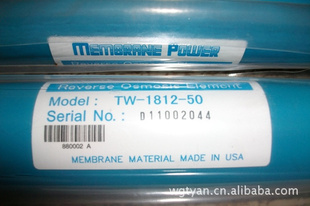 MEMBRANE POWER
Reverse Osmosis Element
Model : TW-1812-50
Serial No. : D11002044
880002 A
MEMBRANE MATERIAL MADE IN USA
wgtyan.cn.alibaba.com